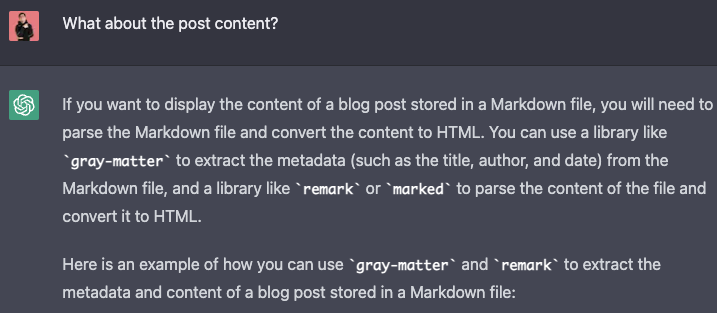 What about the post content?
If you want to display the content of a blog post stored in a Markdown file, you will need to
parse the Markdown file and convert the content to HTML. You can use a library like
`gray-matter` to extract the metadata (such as the title, author, and date) from the
Markdown file, and a library like `remark` or `marked` to parse the content of the file and
convert it to HTML.
Here is an example of how you can use `gray-matter` and `remark` to extract the
metadata and content of a blog post stored in a Markdown file: